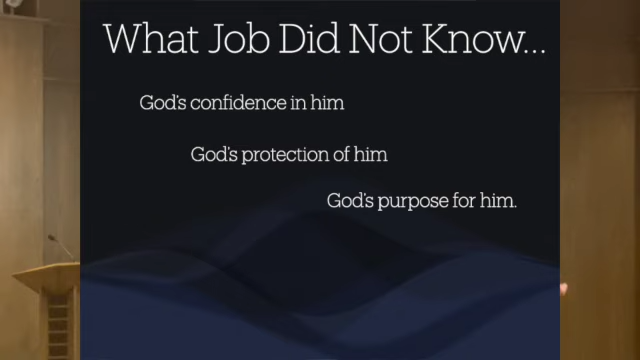 What Job Did Not Know...
God's confidence in him
God's protection of him
God's purpose for him.